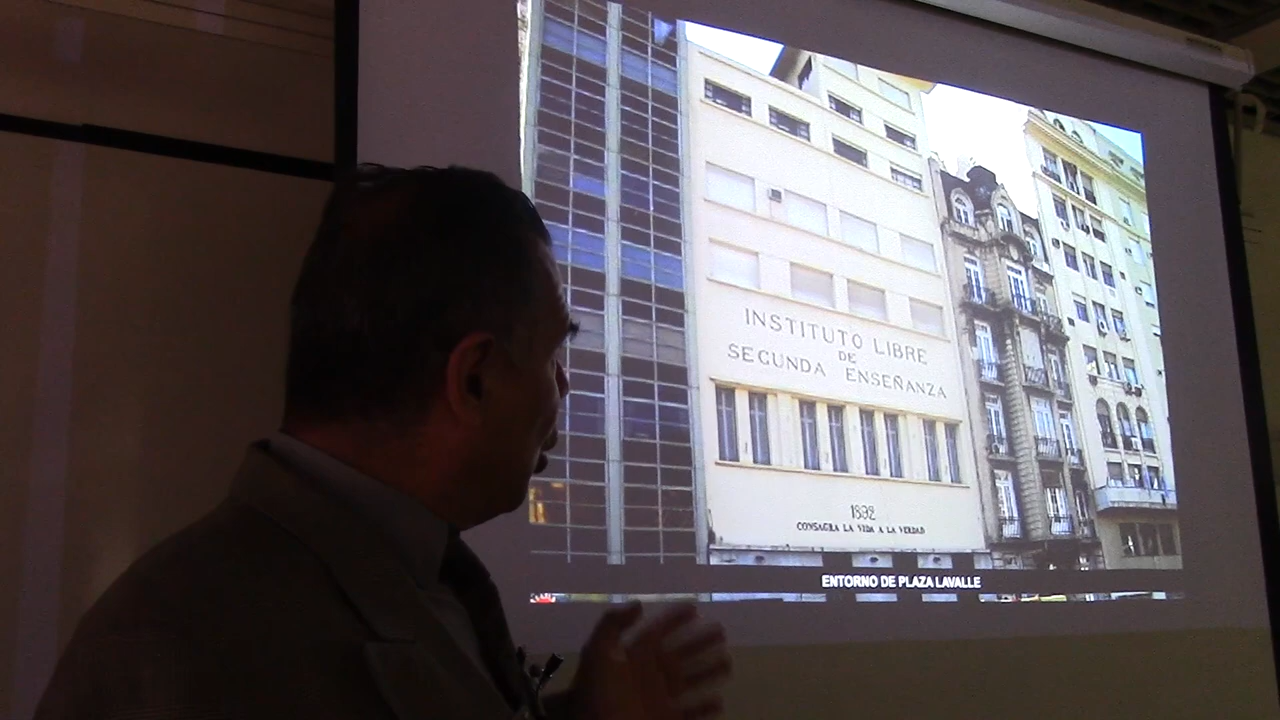 INSTITUTO LIBRE
DE
SEGUNDA ENSEÑANZA
1892
CONSAGRA LA VIDA A LA VERDAD
ENTORNO DE PLAZA LAVALLE